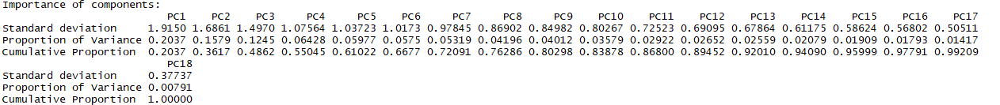 Importance of components:
                          PC1    PC2    PC3     PC4     PC5    PC6     PC7     PC8     PC9    PC10    PC11    PC12    PC13    PC14    PC15    PC16    PC17
Standard deviation     1.9150 1.6861 1.4970 1.07564 1.03723 1.0173 0.97845 0.86902 0.84982 0.80267 0.72523 0.69095 0.67864 0.61175 0.58624 0.56802 0.50511
Proportion of Variance 0.2037 0.1579 0.1245 0.06428 0.05977 0.0575 0.05319 0.04196 0.04012 0.03579 0.02922 0.02652 0.02559 0.02079 0.01909 0.01793 0.01417
Cumulative Proportion  0.2037 0.3617 0.4862 0.55045 0.61022 0.6677 0.72091 0.76286 0.80298 0.83878 0.86800 0.89452 0.92010 0.94090 0.95999 0.97791 0.99209
                          PC18
Standard deviation     0.37737
Proportion of Variance 0.00791
Cumulative Proportion  1.00000